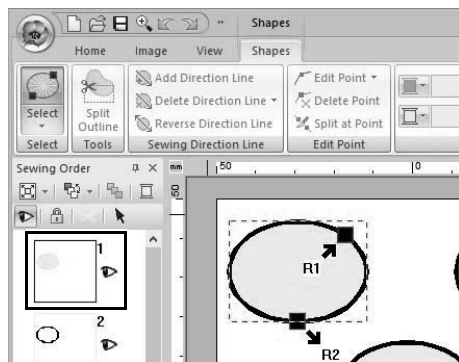 Shapes
Home Image View Shapes
Select
Split
Outline
Add Direction Line
Delete Direction Line
Reverse Direction Line
Edit Point
Delete Point
Split at Point
Select Tools Sewing Direction Line Edit Point
Sewing Order
mm 50 0
50
1
2
R1
R2